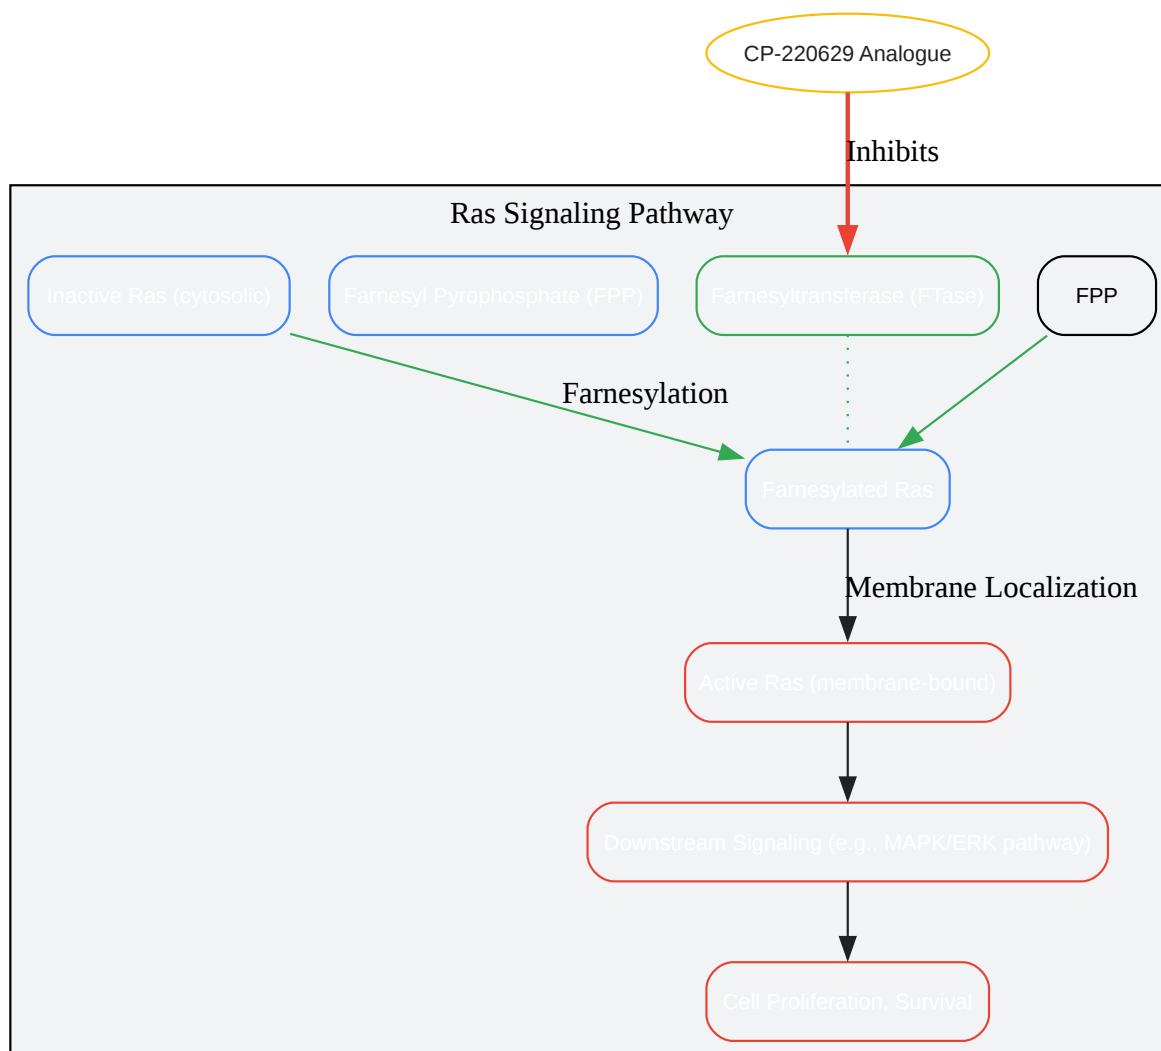 CP-220629 Analogue
Inhibits
Ras Signaling Pathway
Inactive Ras (cytosolic)
Farnesyl Pyrophosphate (FPP)
Farnesyltransferase (FTase)
FPP
Farnesylation
Farnesylated Ras
Membrane Localization
Active Ras (membrane-bound)
Downstream Signaling (e.g., MAPK/ERK pathway)
Cell Proliferation, Survival